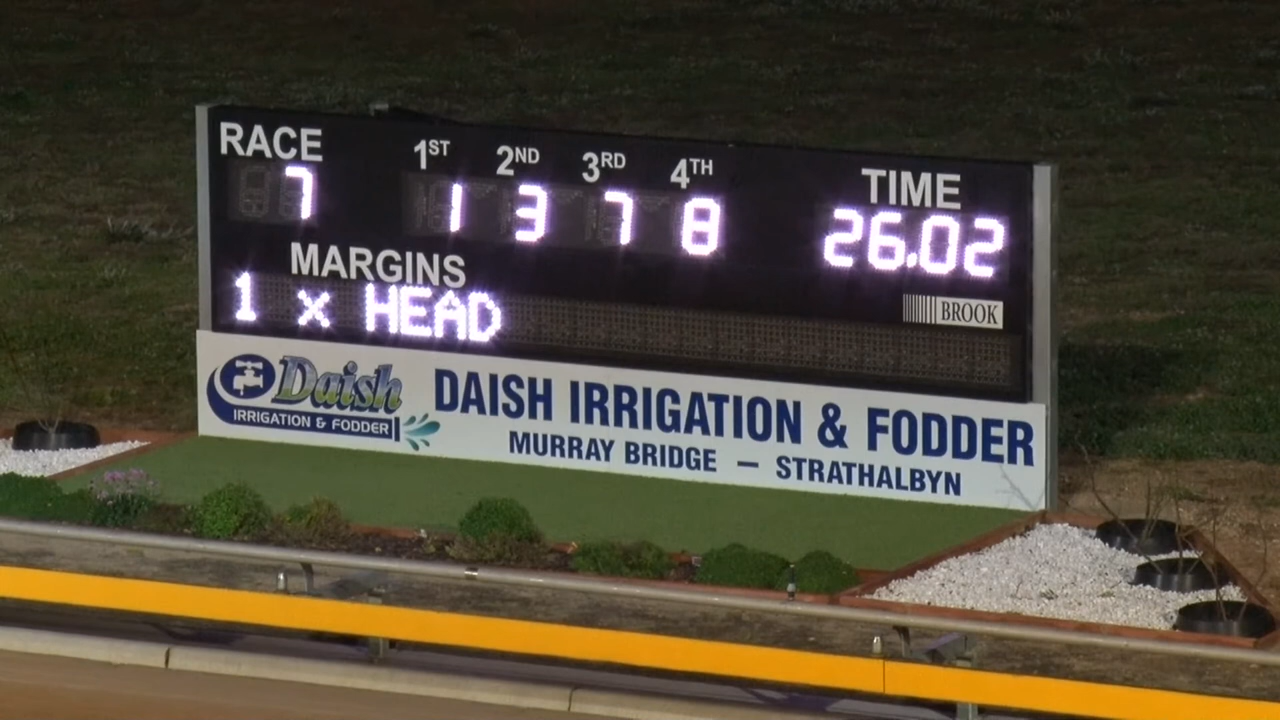 RACE 1ST 2ND 3RD 4TH TIME
7 1 3 7 8 26.02
MARGINS
1 x HEAD
BROOK
Daish
IRRIGATION & FODDER
DAISH IRRIGATION & FODDER
MURRAY BRIDGE – STRATHALBYN